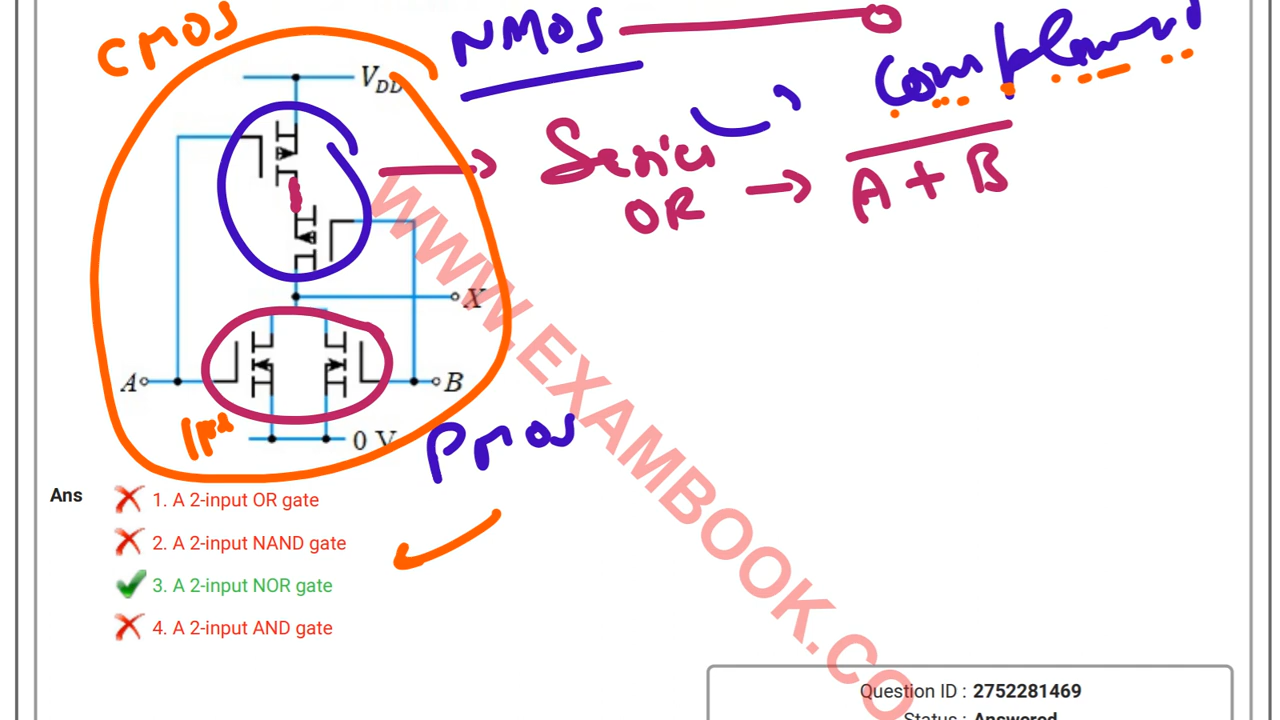 CMOS
NMOS
Complement
VDD
Series
OR → A + B
X
A
B
0 V
PMOS
WWW.EXAMBOOK.CO
Ans
1. A 2-input OR gate
2. A 2-input NAND gate
3. A 2-input NOR gate
4. A 2-input AND gate
Question ID : 2752281469
Status : Answered